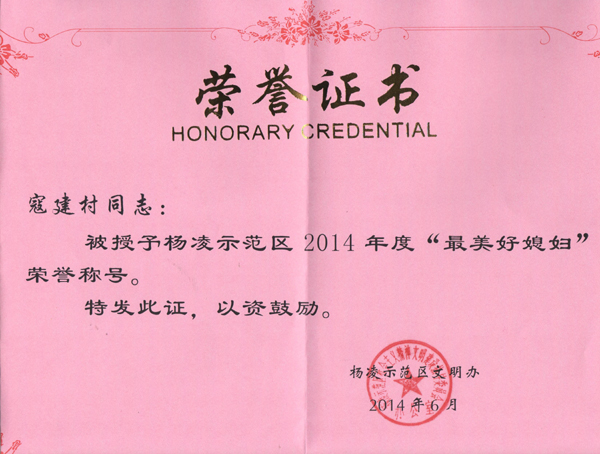 荣誉证书
HONORARY CREDENTIAL
寇建村同志：
被授予杨凌示范区2014年度“最美好媳妇”
荣誉称号。
特发此证，以资鼓励。
杨凌示范区文明办
2014年6月